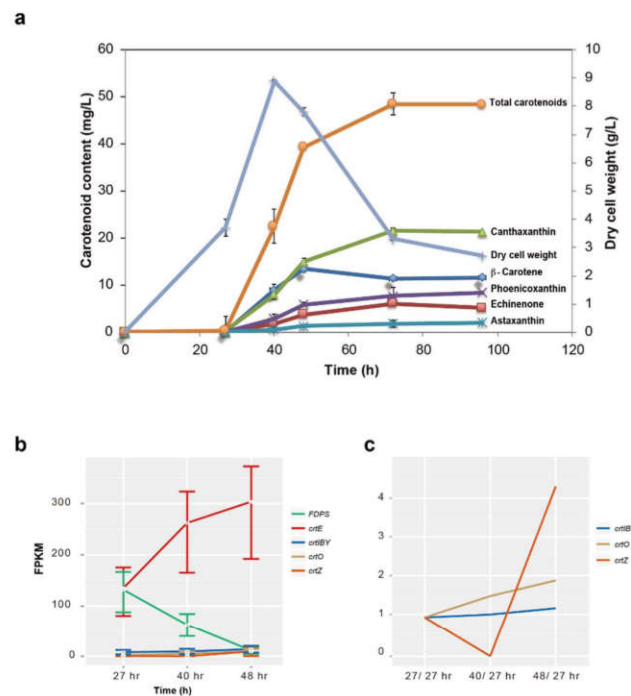 a
60
50
40
30
20
10
0
Carotenoid content (mg/L)
10
9
8
7
6
5
4
3
2
1
0
Dry cell weight (g/L)
Total carotenoids
Canthaxanthin
Dry cell weight
β-Carotene
Phoenicoxanthin
Echinenone
Astaxanthin
0 20 40 60 80 100 120
Time (h)
b
300
200
100
0
FPKM
27 hr 40 hr 48 hr
Time (h)
FDPS
crtE
crtIBY
crtO
crtZ
c
4
3
2
1
0
27/ 27 hr 40/ 27 hr 48/ 27 hr
crtIB
crtO
crtZ